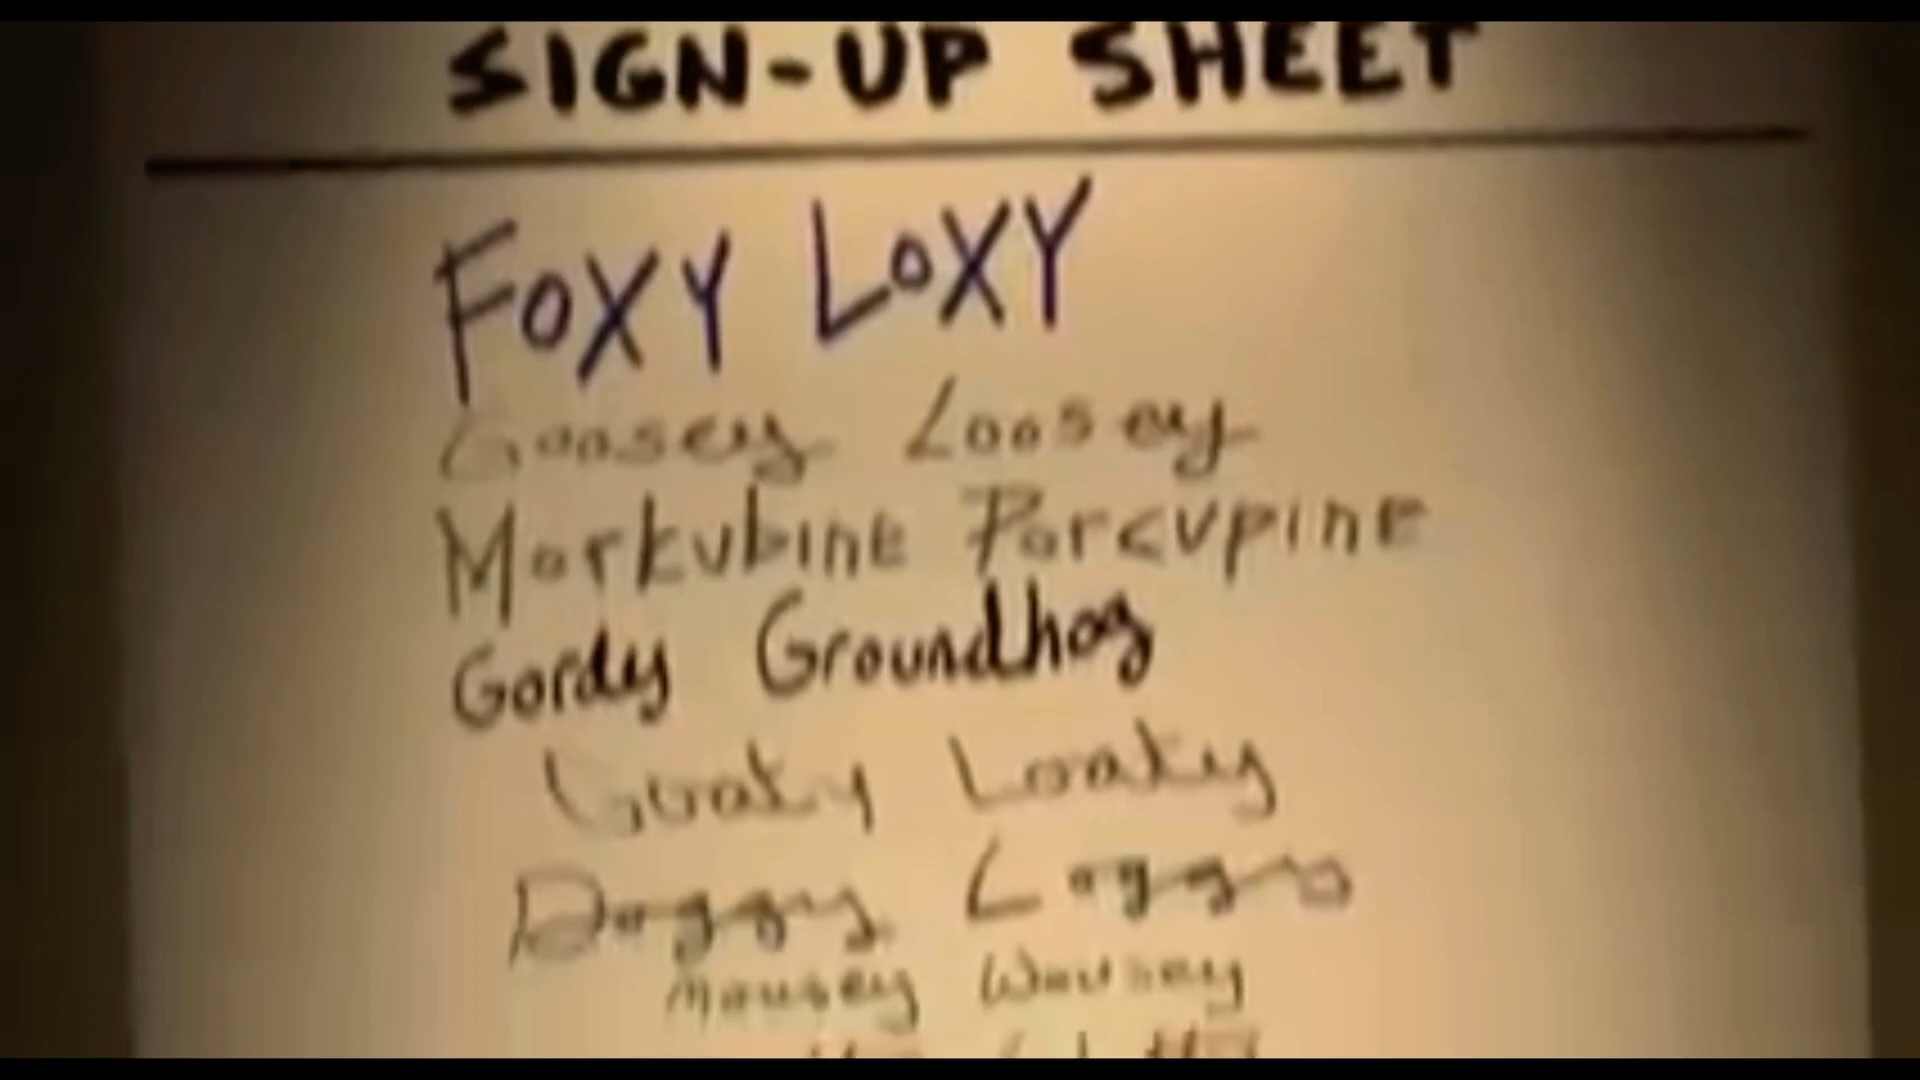 SIGN-UP SHEET
FOXY LOXY
Goosey Loosey
Morkubine Porcupine
Gordy Groundhog
Goaty Loaty
Doggy Loggy
Mousey Wousey